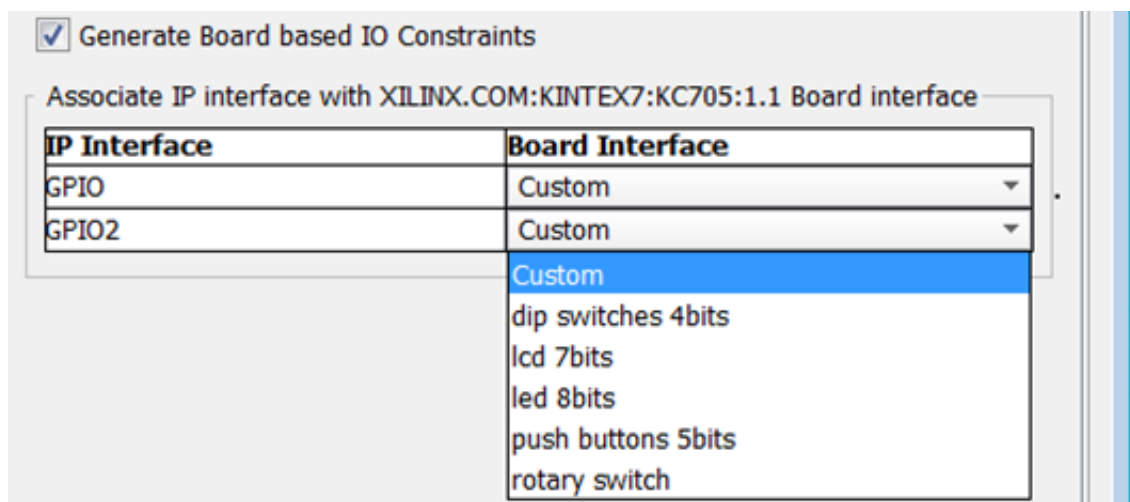 Generate Board based IO Constraints
Associate IP interface with XILINX.COM:KINTEX7:KC705:1.1 Board interface
IP Interface Board Interface
GPIO Custom
GPIO2 Custom
Custom
dip switches 4bits
lcd 7bits
led 8bits
push buttons 5bits
rotary switch